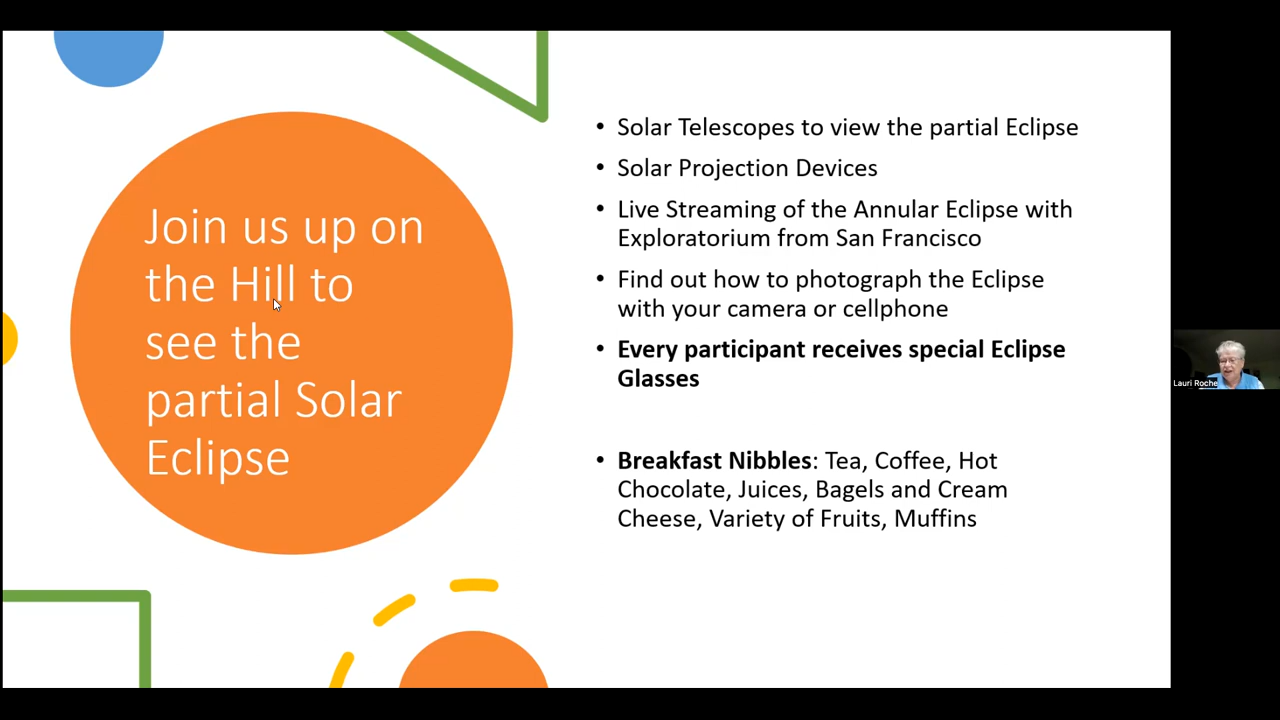 Join us up on
the Hill to
see the
partial Solar
Eclipse
• Solar Telescopes to view the partial Eclipse
• Solar Projection Devices
• Live Streaming of the Annular Eclipse with
Exploratorium from San Francisco
• Find out how to photograph the Eclipse
with your camera or cellphone
• Every participant receives special Eclipse
Glasses
• Breakfast Nibbles: Tea, Coffee, Hot
Chocolate, Juices, Bagels and Cream
Cheese, Variety of Fruits, Muffins
Lauri Roche